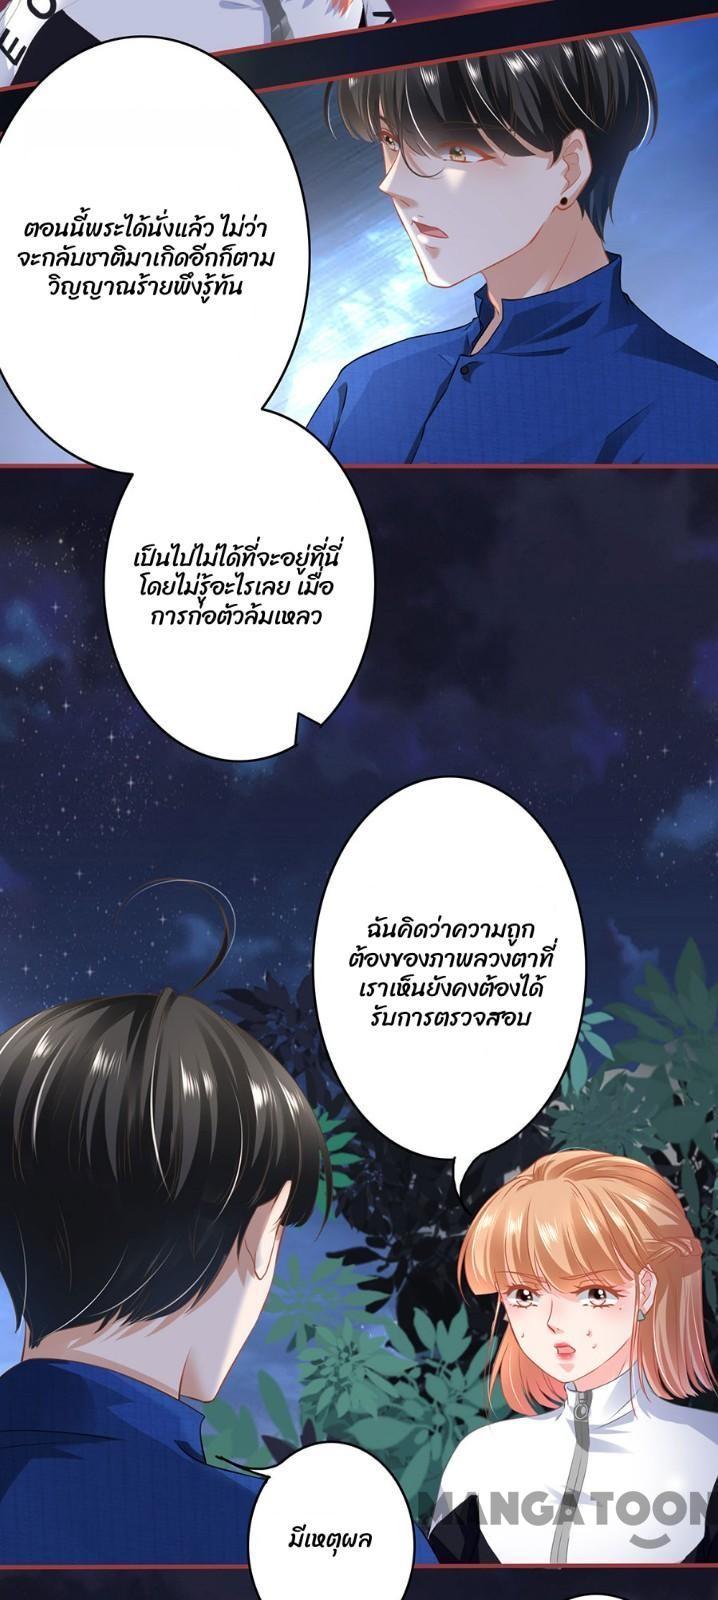 EO
ตอนนี้พระได้นั่งแล้ว ไม่ว่า
จะกลับชาติมาเกิดอีกก็ตาม
วิญญาณร้ายพึงรู้ทัน
เป็นไปไม่ได้ที่จะอยู่ที่นี่
โดยไม่รู้อะไรเลย เมื่อ
การก่อตัวล้มเหลว
ฉันคิดว่าความถูก
ต้องของภาพลวงตาที่
เราเห็นยังคงต้องได้
รับการตรวจสอบ
MANGATOON
มีเหตุผล